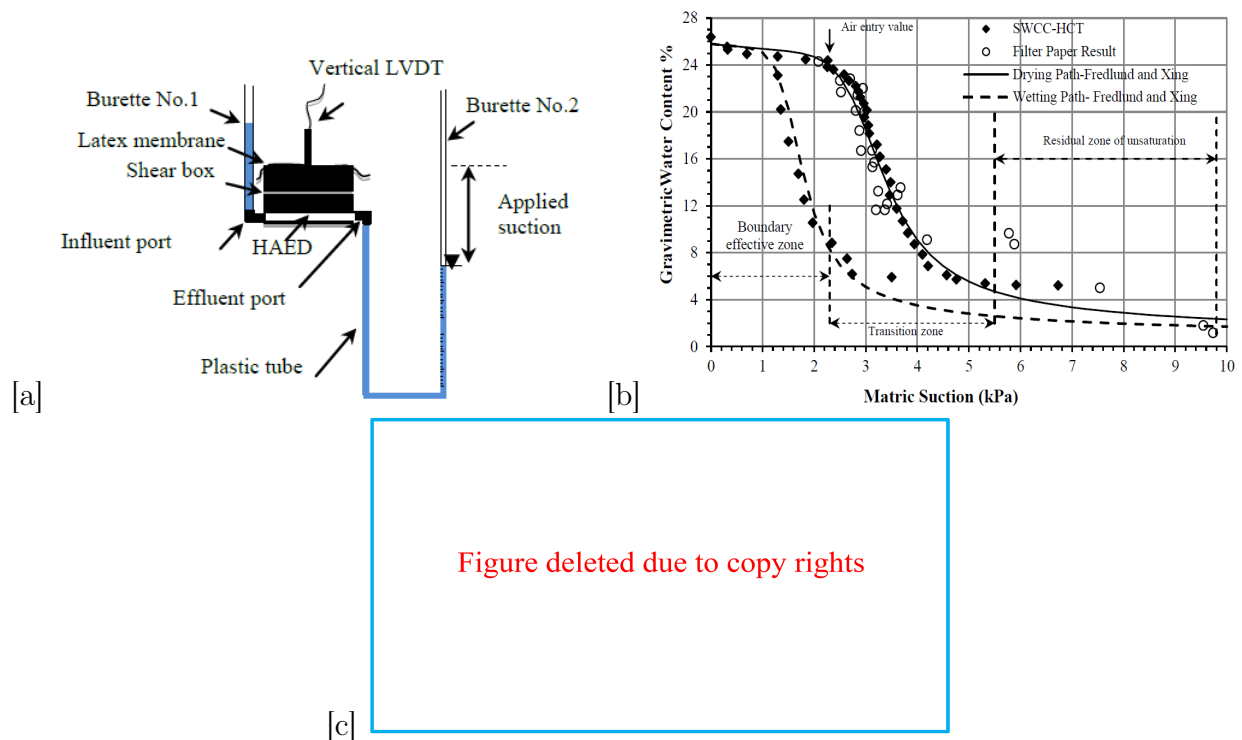 Vertical LVDT
Burette No.1
Burette No.2
Latex membrane
Shear box
Applied
suction
Influent port
HAED
Effluent port
Plastic tube
[a]
28
24
20
16
12
8
4
0
Gravimetric Water Content %
Air entry value
SWCC-HCT
Filter Paper Result
Drying Path-Fredlund and Xing
Wetting Path- Fredlund and Xing
Residual zone of unsaturation
Boundary
effective zone
Transition zone
0 1 2 3 4 5 6 7 8 9 10
Matric Suction (kPa)
[b]
Figure deleted due to copy rights
[c]